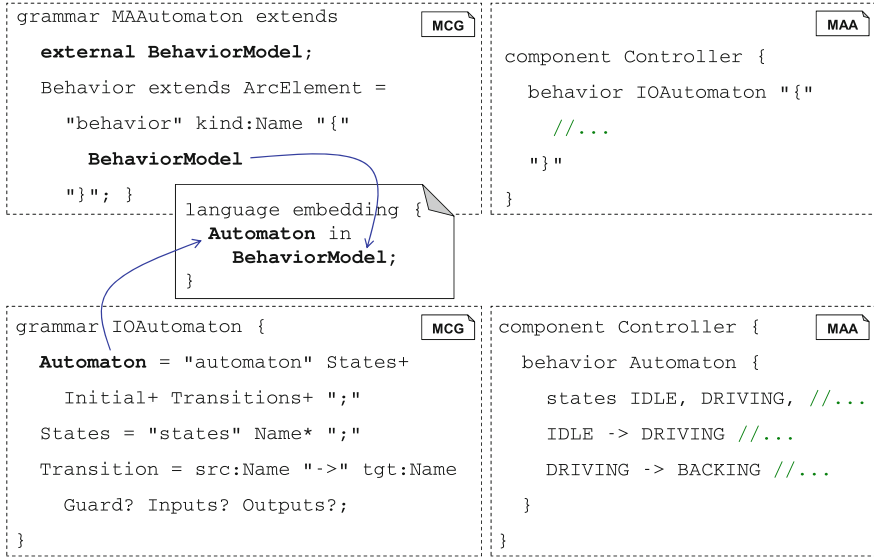 grammar MAAutomaton extends
MCG
external BehaviorModel;
Behavior extends ArcElement =
"behavior" kind:Name "{"
BehaviorModel
"}"; }
MAA
component Controller {
behavior IOAutomaton "{"
//...
"}"
}
language embedding {
Automaton in
BehaviorModel;
}
grammar IOAutomaton {
MCG
Automaton = "automaton" States+
Initial+ Transitions+ ";"
States = "states" Name* ";"
Transition = src:Name "->" tgt:Name
Guard? Inputs? Outputs?;
}
component Controller {
MAA
behavior Automaton {
states IDLE, DRIVING, //...
IDLE -> DRIVING //...
DRIVING -> BACKING //...
}
}